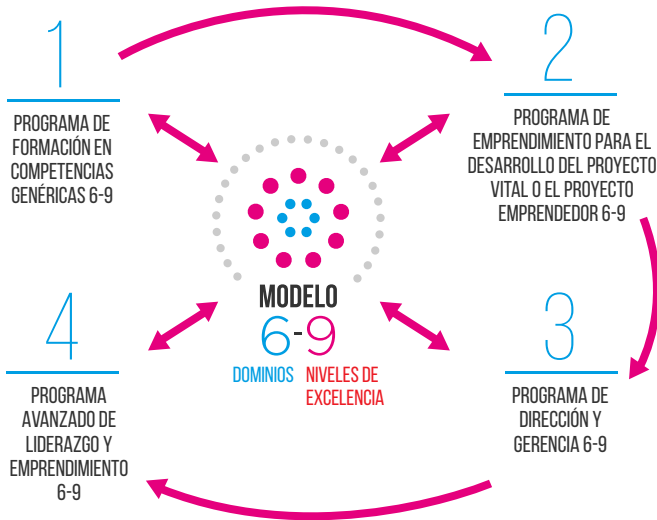 1
PROGRAMA DE
FORMACIÓN EN
COMPETENCIAS
GENÉRICAS 6-9
2
PROGRAMA DE
EMPRENDIMIENTO PARA EL
DESARROLLO DEL PROYECTO
VITAL O EL PROYECTO
EMPRENDEDOR 6-9
MODELO
6-9
DOMINIOS NIVELES DE
EXCELENCIA
4
PROGRAMA
AVANZADO DE
LIDERAZGO Y
EMPRENDIMIENTO
6-9
3
PROGRAMA DE
DIRECCIÓN Y
GERENCIA 6-9